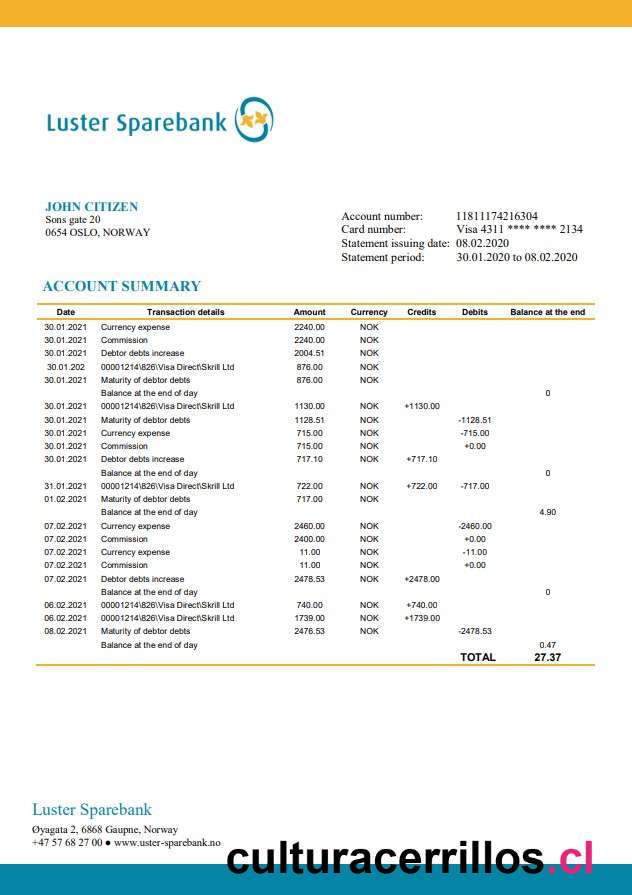 Luster Sparebank
JOHN CITIZEN
Sons gate 20
0654 OSLO, NORWAY
Account number: 11811174216304
Card number: Visa 4311 **** **** 2134
Statement issuing date: 08.02.2020
Statement period: 30.01.2020 to 08.02.2020
ACCOUNT SUMMARY
Date Transaction details Amount Currency Credits Debits Balance at the end
30.01.2021 Currency expense 2240.00 NOK
30.01.2021 Commission 2240.00 NOK
30.01.2021 Debtor debts increase 2004.51 NOK
30.01.202 00001214\826\Visa Direct\Skrill Ltd 876.00 NOK
30.01.2021 Maturity of debtor debts 876.00 NOK
Balance at the end of day 0
30.01.2021 00001214\826\Visa Direct\Skrill Ltd 1130.00 NOK +1130.00
30.01.2021 Maturity of debtor debts 1128.51 NOK -1128.51
30.01.2021 Currency expense 715.00 NOK -715.00
30.01.2021 Commission 715.00 NOK +0.00
30.01.2021 Debtor debts increase 717.10 NOK +717.10
Balance at the end of day 0
31.01.2021 00001214\826\Visa Direct\Skrill Ltd 722.00 NOK +722.00 -717.00
01.02.2021 Maturity of debtor debts 717.00 NOK
Balance at the end of day 4.90
07.02.2021 Currency expense 2460.00 NOK -2460.00
07.02.2021 Commission 2400.00 NOK +0.00
07.02.2021 Currency expense 11.00 NOK -11.00
07.02.2021 Commission 11.00 NOK +0.00
07.02.2021 Debtor debts increase 2478.53 NOK +2478.00
Balance at the end of day 0
06.02.2021 00001214\826\Visa Direct\Skrill Ltd 740.00 NOK +740.00
06.02.2021 00001214\826\Visa Direct\Skrill Ltd 1739.00 NOK +1739.00
08.02.2021 Maturity of debtor debts 2476.53 NOK -2478.53
Balance at the end of day 0.47
TOTAL 27.37
Luster Sparebank
Øyagata 2, 6868 Gaupne, Norway
+47 57 68 27 00 ● www.uster-sparebank.no
culturacerrillos.cl